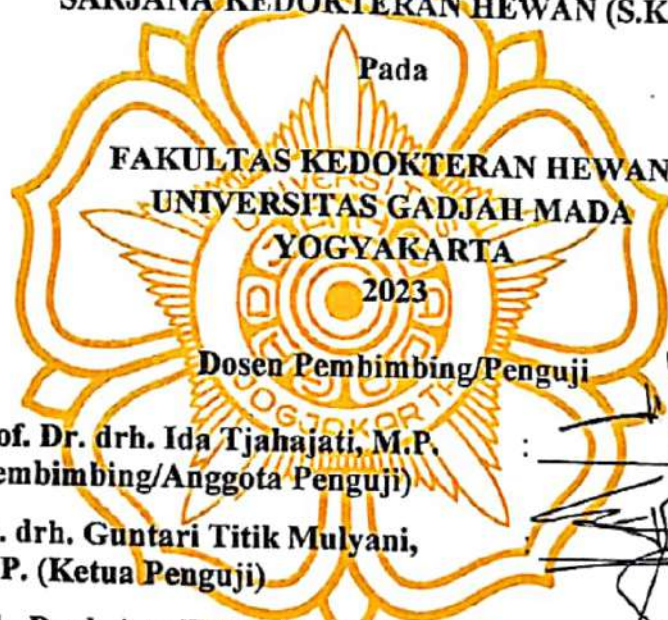 SARJANA KEDOKTERAN HEWAN (S.K
Pada
FAKULTAS KEDOKTERAN HEWAN
UNIVERSITAS GADJAH MADA
YOGYAKARTA
2023
Dosen Pembimbing/Penguji
of. Dr. drh. Ida Tjahajati, M.P. :
embimbing/Anggota Penguji)
. drh. Guntari Titik Mulyani, :
P. (Ketua Penguji)